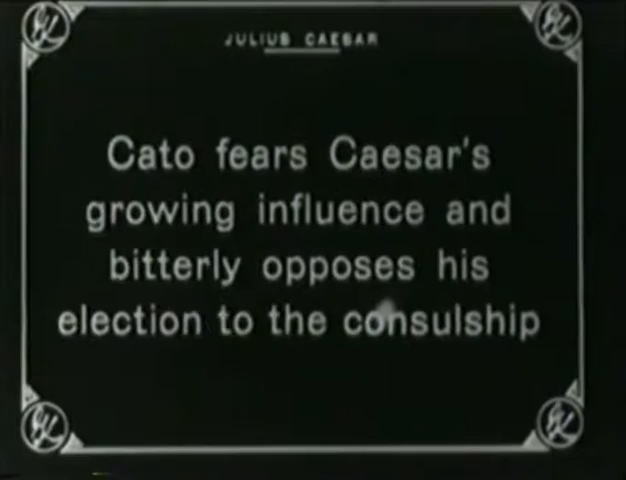 JULIUS CAESAR
Cato fears Caesar's
growing influence and
bitterly opposes his
election to the consulship